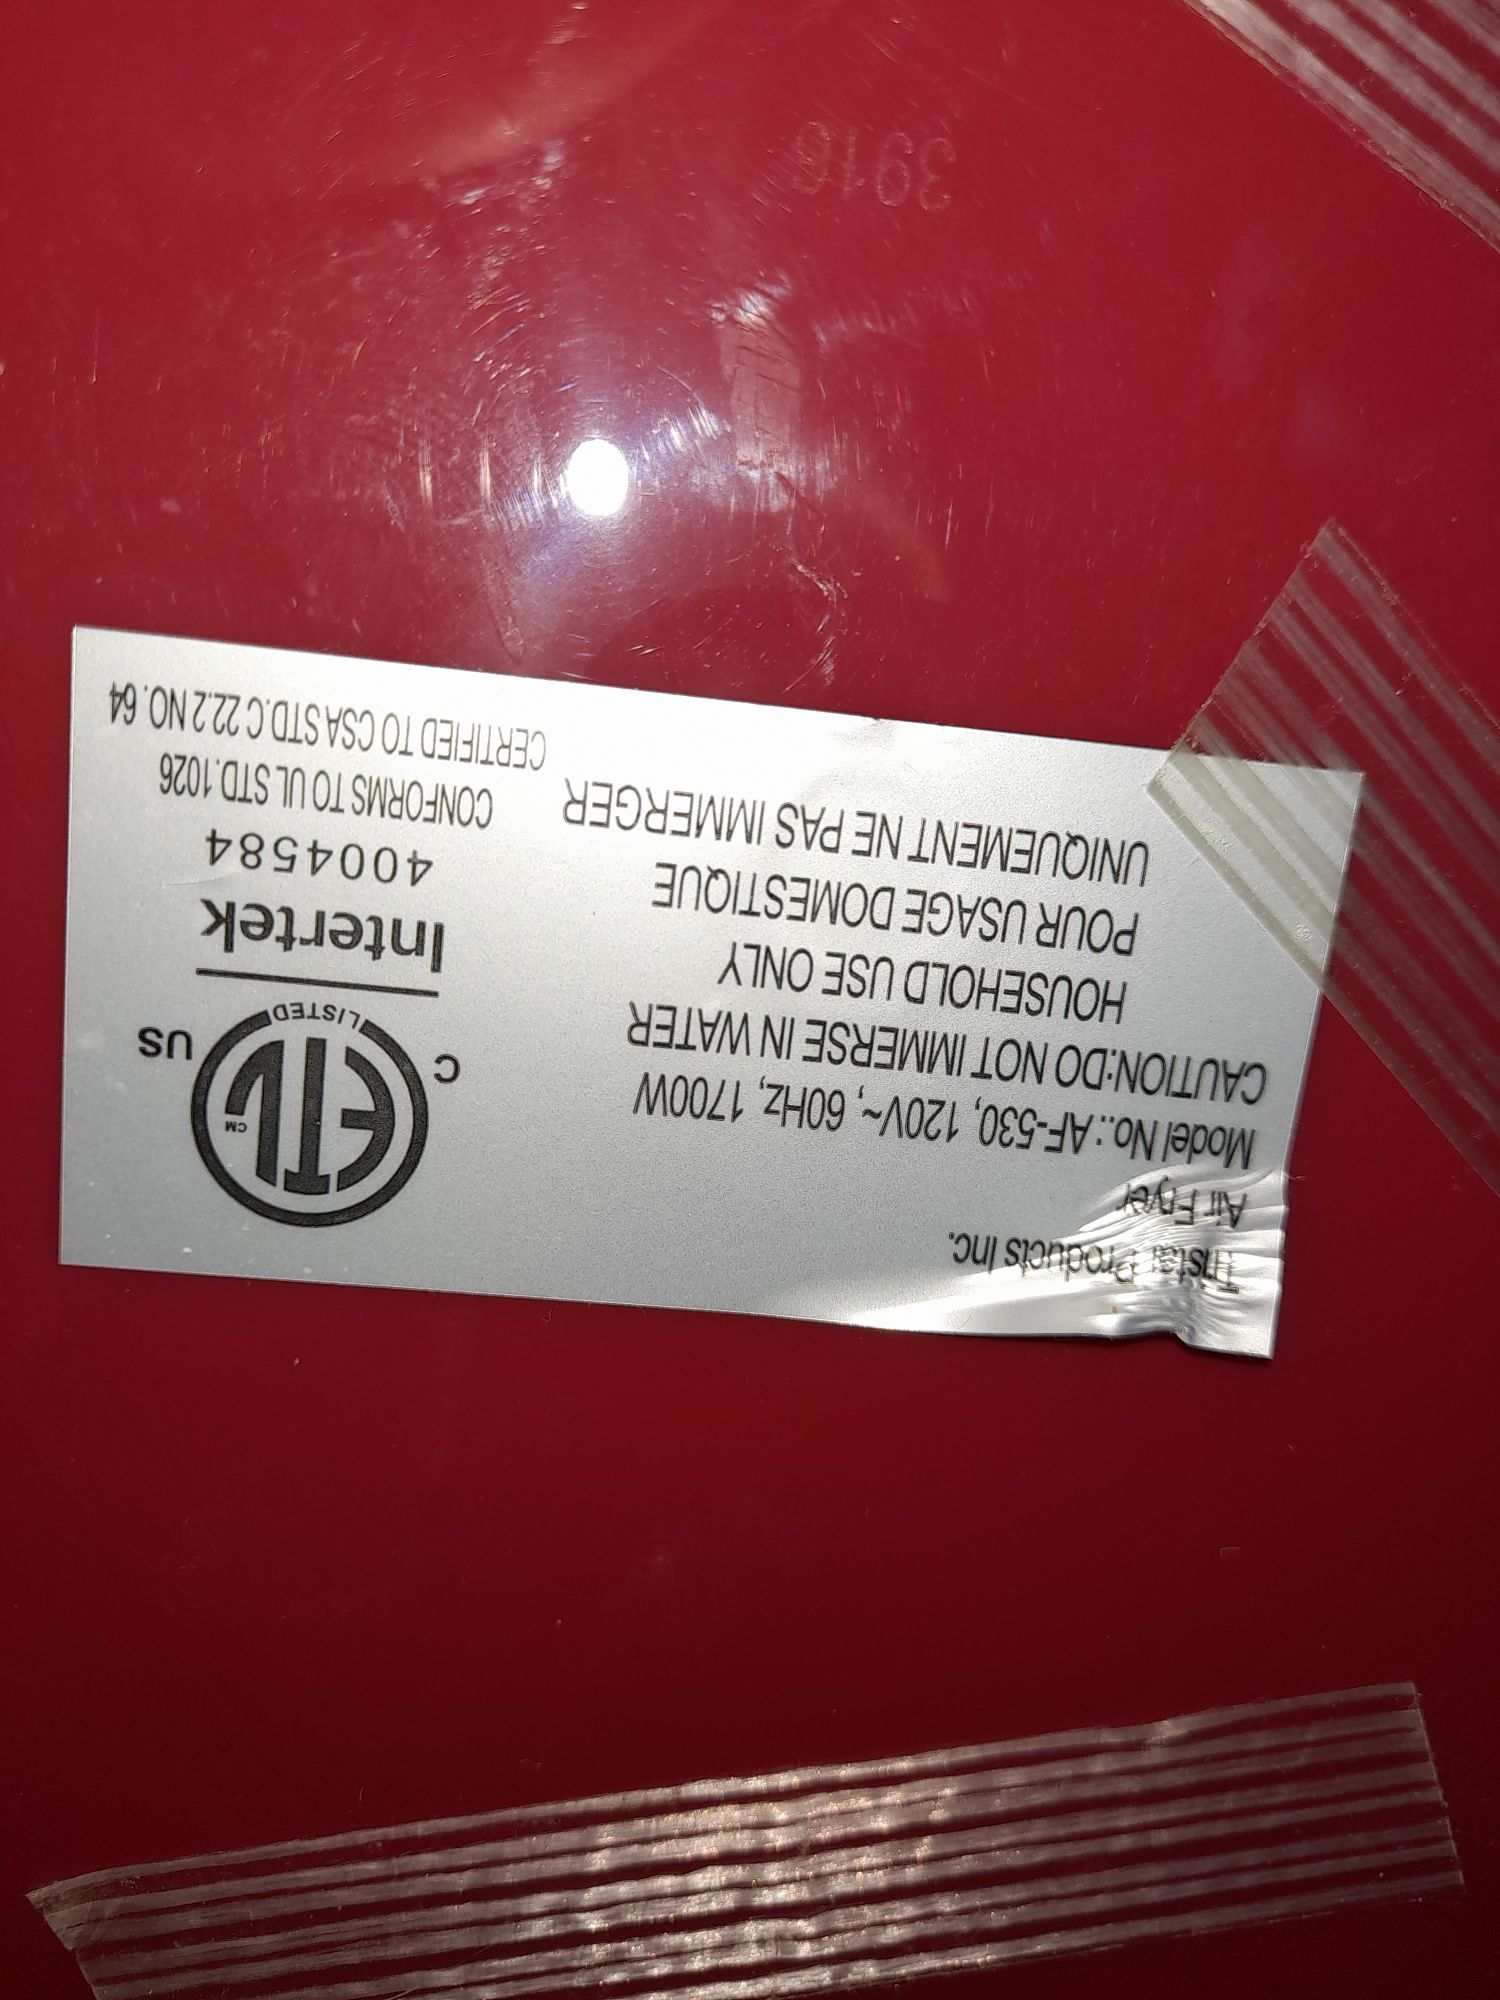 Tristar Products Inc.
Air Fryer
Model No.: AF-530, 120V~, 60Hz, 1700W
CAUTION:DO NOT IMMERSE IN WATER
HOUSEHOLD USE ONLY
POUR USAGE DOMESTIQUE
UNIQUEMENT NE PAS IMMERGER
ETL
CM
LISTED
C
US
Intertek
4004584
CONFORMS TO UL STD.1026
CERTIFIED TO CSA STD.C 22.2 NO. 64
3916